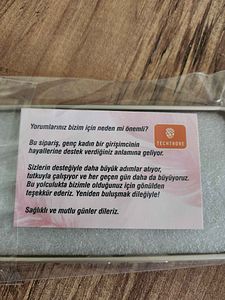 Yorumlarınız bizim için neden mi önemli?
TECHTHORE
Bu sipariş, genç kadın bir girişimcinin
hayallerine destek verdiğiniz anlamına geliyor.
Sizlerin desteğiyle daha büyük adımlar atıyor,
tutkuyla çalışıyor ve her geçen gün daha da büyüyoruz.
Bu yolculukta bizimle olduğunuz için gönülden
teşekkür ederiz. Yeniden buluşmak dileğiyle!
Sağlıklı ve mutlu günler dileriz.